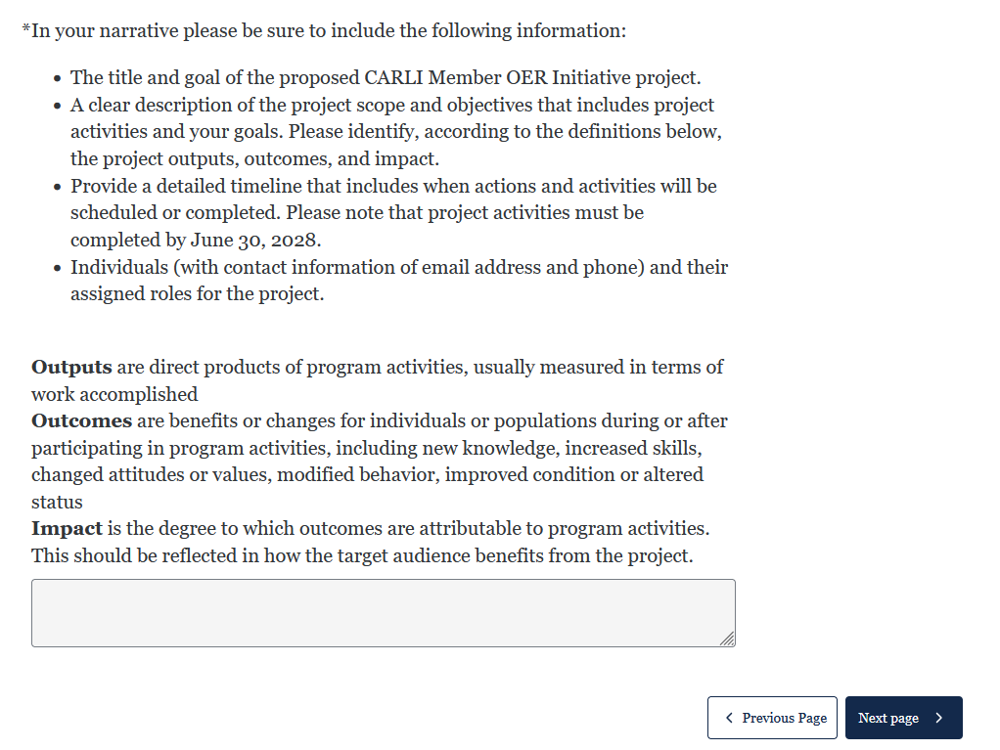 *In your narrative please be sure to include the following information:
• The title and goal of the proposed CARLI Member OER Initiative project.
• A clear description of the project scope and objectives that includes project
activities and your goals. Please identify, according to the definitions below,
the project outputs, outcomes, and impact.
• Provide a detailed timeline that includes when actions and activities will be
scheduled or completed. Please note that project activities must be
completed by June 30, 2028.
• Individuals (with contact information of email address and phone) and their
assigned roles for the project.
Outputs are direct products of program activities, usually measured in terms of
work accomplished
Outcomes are benefits or changes for individuals or populations during or after
participating in program activities, including new knowledge, increased skills,
changed attitudes or values, modified behavior, improved condition or altered
status
Impact is the degree to which outcomes are attributable to program activities.
This should be reflected in how the target audience benefits from the project.
Previous Page
Next page